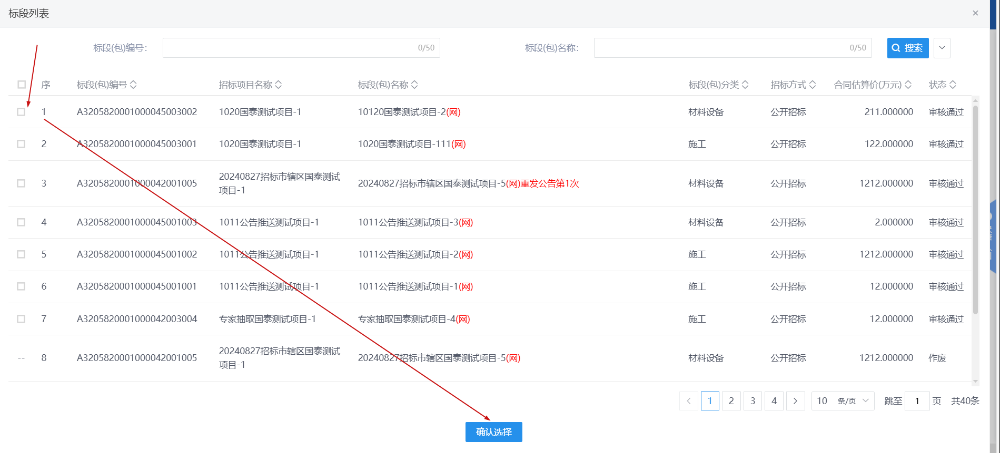 标段列表
标段(包)编号： 0/50 标段(包)名称： 0/50 搜索
序 标段(包)编号 招标项目名称 标段(包)名称 标段(包)分类 招标方式 合同估算价(万元) 状态
1 A3205820001000045003002 1020国泰测试项目-1 10120国泰测试项目-2(网) 材料设备 公开招标 211.000000 审核通过
2 A3205820001000045003001 1020国泰测试项目-1 1020国泰测试项目-111(网) 施工 公开招标 122.000000 审核通过
3 A3205820001000042001005 20240827招标市辖区国泰测试
项目-1 20240827招标市辖区国泰测试项目-5(网)重发公告第1次 材料设备 公开招标 1212.000000 审核通过
4 A3205820001000045001003 1011公告推送测试项目-1 1011公告推送测试项目-3(网) 材料设备 公开招标 2.000000 审核通过
5 A3205820001000045001002 1011公告推送测试项目-1 1011公告推送测试项目-2(网) 施工 公开招标 1212.000000 审核通过
6 A3205820001000045001001 1011公告推送测试项目-1 1011公告推送测试项目-1(网) 施工 公开招标 12.000000 审核通过
7 A3205820001000042003004 专家抽取国泰测试项目-1 专家抽取国泰测试项目-4(网) 施工 公开招标 12.000000 审核通过
-- 8 A3205820001000042001005 20240827招标市辖区国泰测试
项目-1 20240827招标市辖区国泰测试项目-5(网) 材料设备 公开招标 1212.000000 作废
1 2 3 4 10 条/页 跳至 1 页 共40条
确认选择